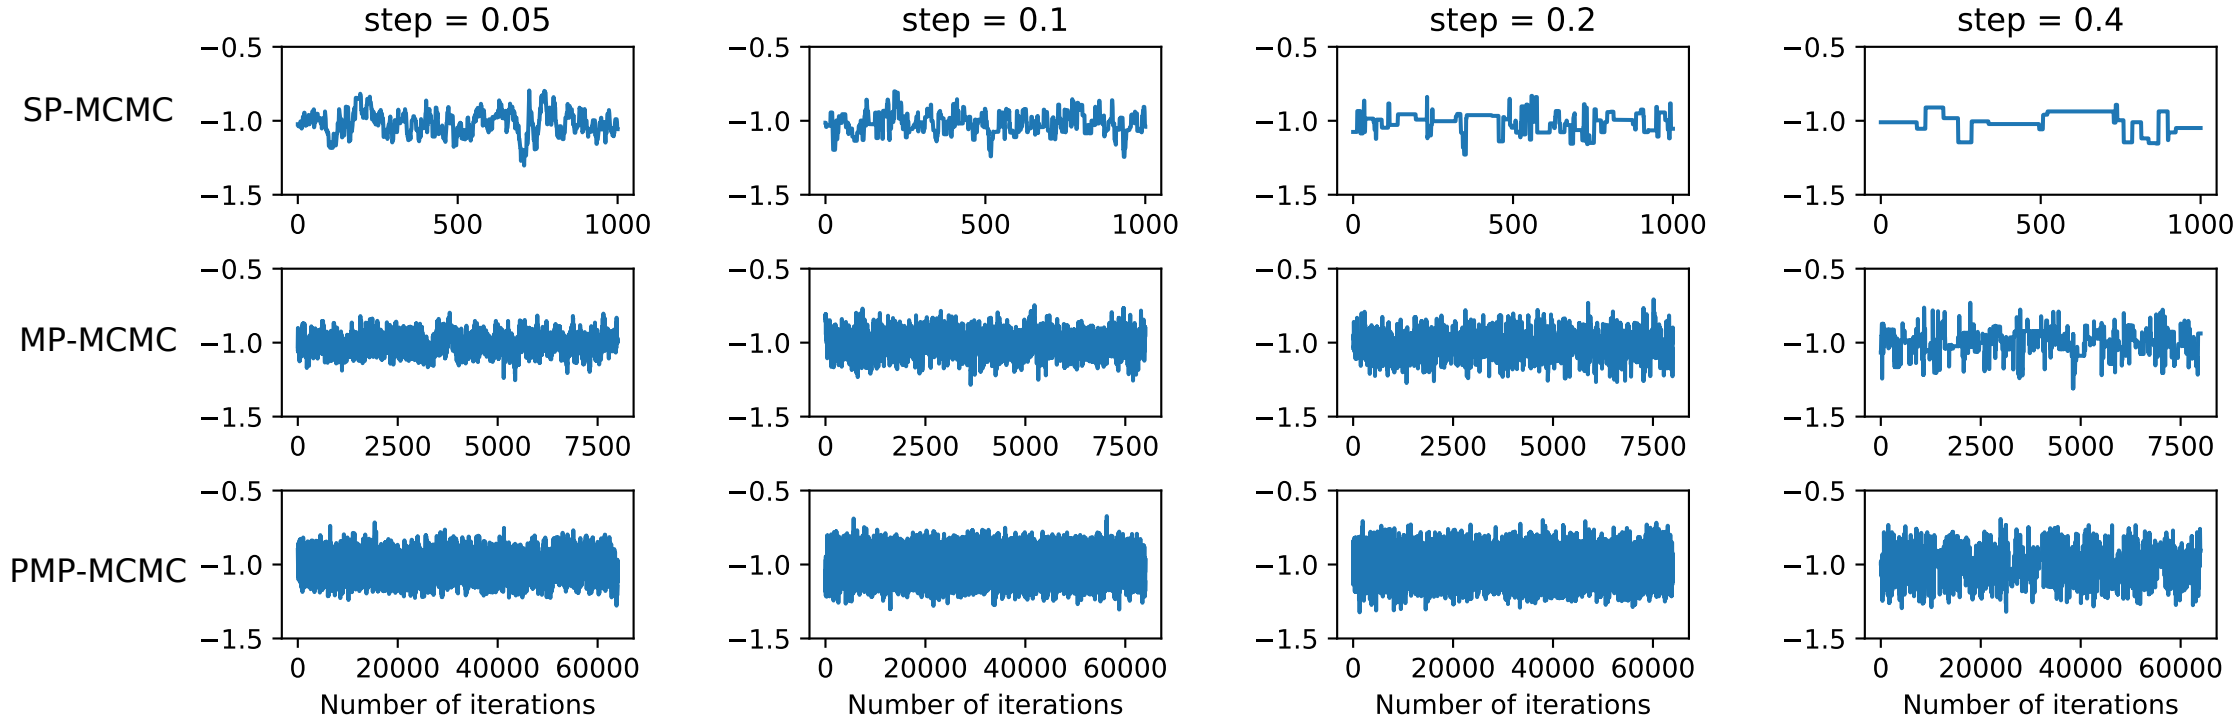 step = 0.05 step = 0.1 step = 0.2 step = 0.4
SP-MCMC
−0.5 −1.0 −1.5 0 500 1000
−0.5 −1.0 −1.5 0 500 1000
−0.5 −1.0 −1.5 0 500 1000
−0.5 −1.0 −1.5 0 500 1000
MP-MCMC
−0.5 −1.0 −1.5 0 2500 5000 7500
−0.5 −1.0 −1.5 0 2500 5000 7500
−0.5 −1.0 −1.5 0 2500 5000 7500
−0.5 −1.0 −1.5 0 2500 5000 7500
PMP-MCMC
−0.5 −1.0 −1.5 0 20000 40000 60000
−0.5 −1.0 −1.5 0 20000 40000 60000
−0.5 −1.0 −1.5 0 20000 40000 60000
−0.5 −1.0 −1.5 0 20000 40000 60000
Number of iterations Number of iterations Number of iterations Number of iterations